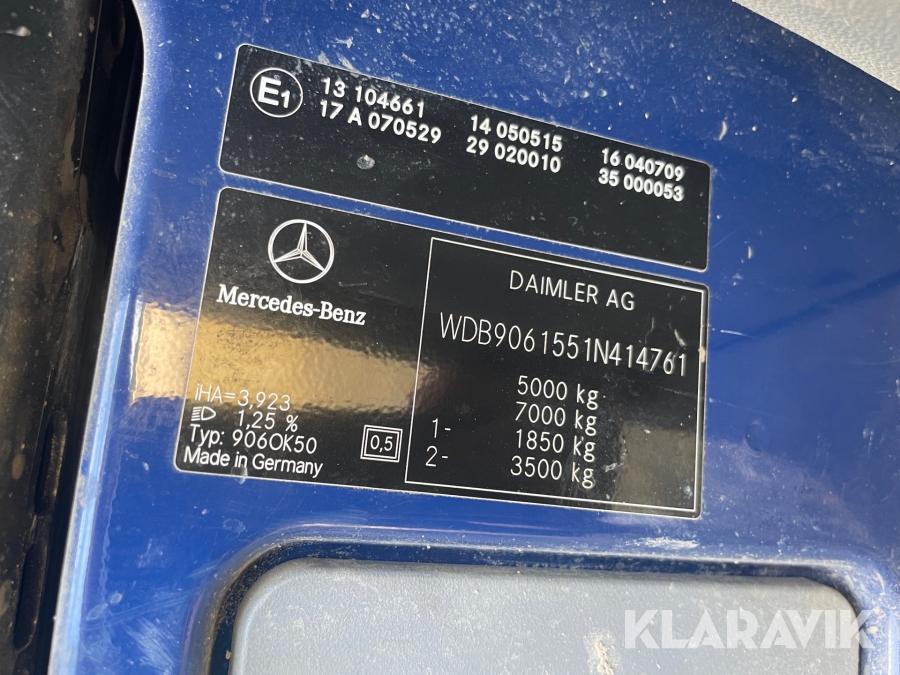 E1
13 104661 14 050515 16 040709
17 A 070529 29 020010 35 000053
Mercedes-Benz
DAIMLER AG
WDB9061551N414761
5000 kg
7000 kg
1- 1850 kg
2- 3500 kg
iHA=3,923
1,25 %
Typ: 906OK50
Made in Germany
0,5
KLARAVIK